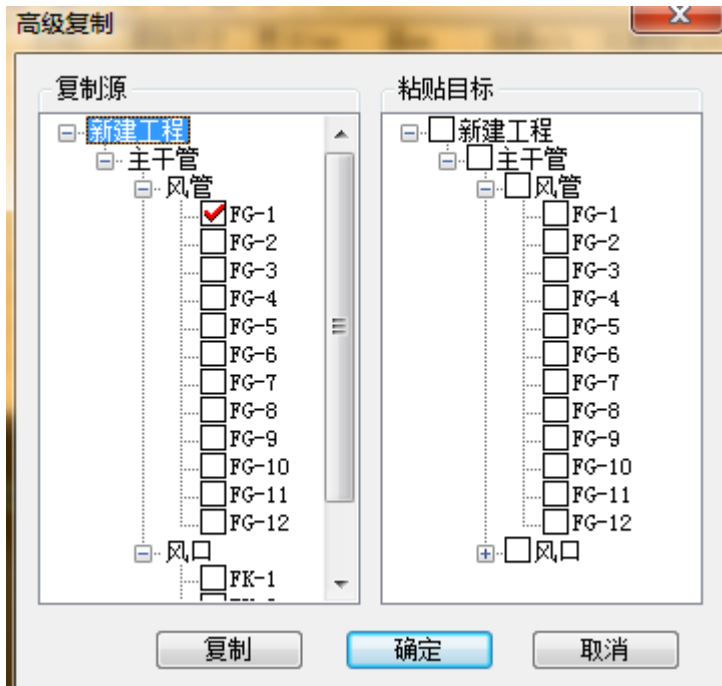 高级复制
复制源
新建工程
主干管
风管
FG-1
FG-2
FG-3
FG-4
FG-5
FG-6
FG-7
FG-8
FG-9
FG-10
FG-11
FG-12
风口
FK-1
粘贴目标
新建工程
主干管
风管
FG-1
FG-2
FG-3
FG-4
FG-5
FG-6
FG-7
FG-8
FG-9
FG-10
FG-11
FG-12
风口
复制
确定
取消